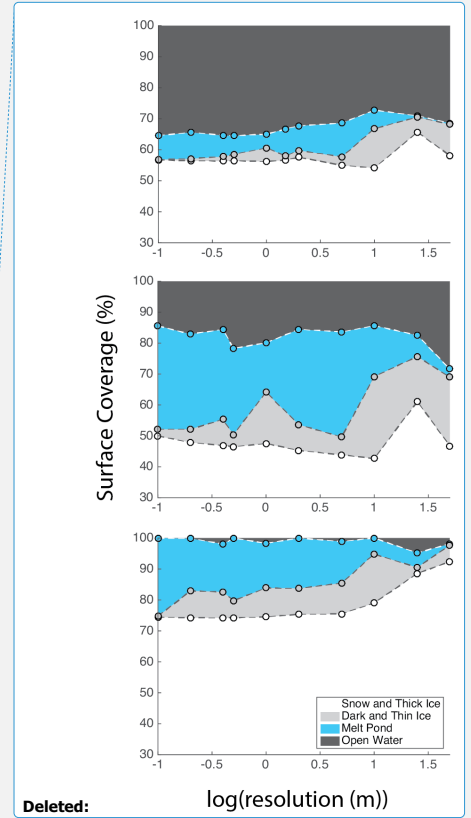 100
90
80
70
60
50
40
30
-1 -0.5 0 0.5 1 1.5
Surface Coverage (%)
100
90
80
70
60
50
40
30
-1 -0.5 0 0.5 1 1.5
100
90
80
70
60
50
40
30
Snow and Thick Ice
Dark and Thin Ice
Melt Pond
Open Water
-1 -0.5 0 0.5 1 1.5
log(resolution (m))
Deleted: